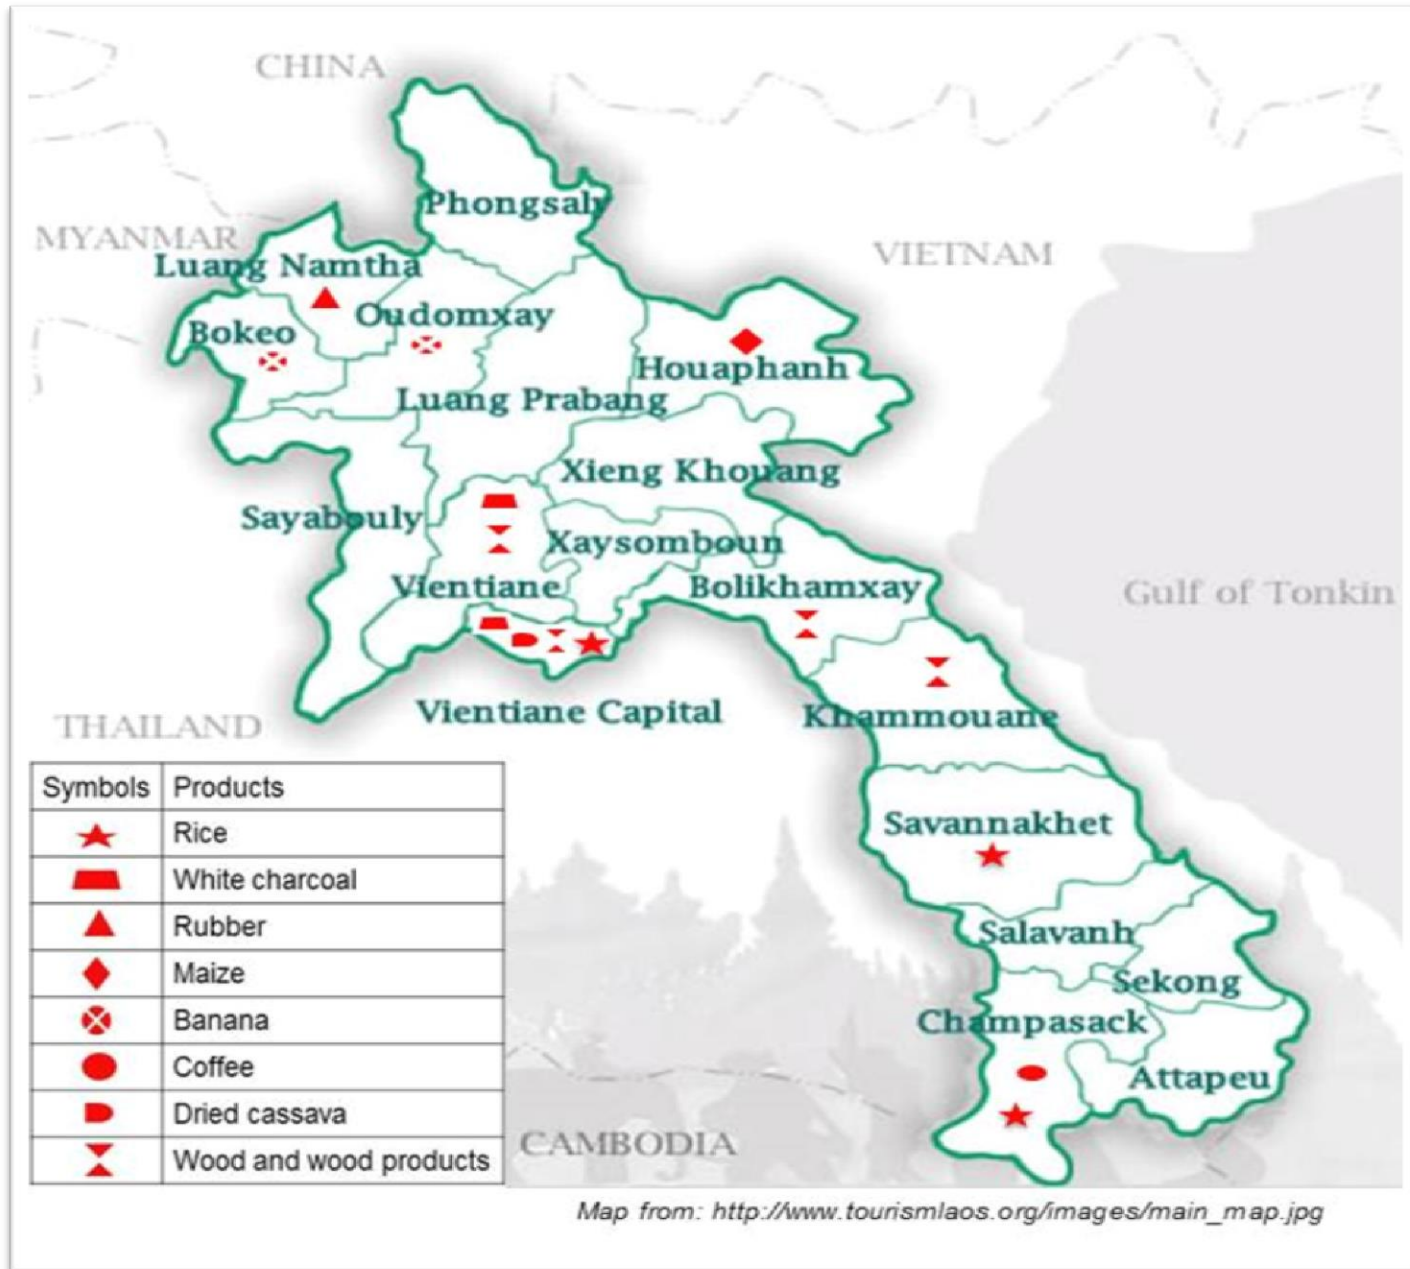 CHINA
Phongsaly
MYANMAR
VIETNAM
Luang Namtha
Oudomxay
Bokeo
Houaphanh
Luang Prabang
Xieng Khouang
Sayabouly
Xaysomboun
Vientiane
Bolikhamxay
Gulf of Tonkin
Vientiane Capital
Khammouane
THAILAND
Symbols Products
Rice
White charcoal
Rubber
Maize
Banana
Coffee
Dried cassava
Wood and wood products
Savannakhet
Salavanh
Sekong
Champasack
Attapeu
CAMBODIA
Map from: http://www.tourismlaos.org/images/main_map.jpg